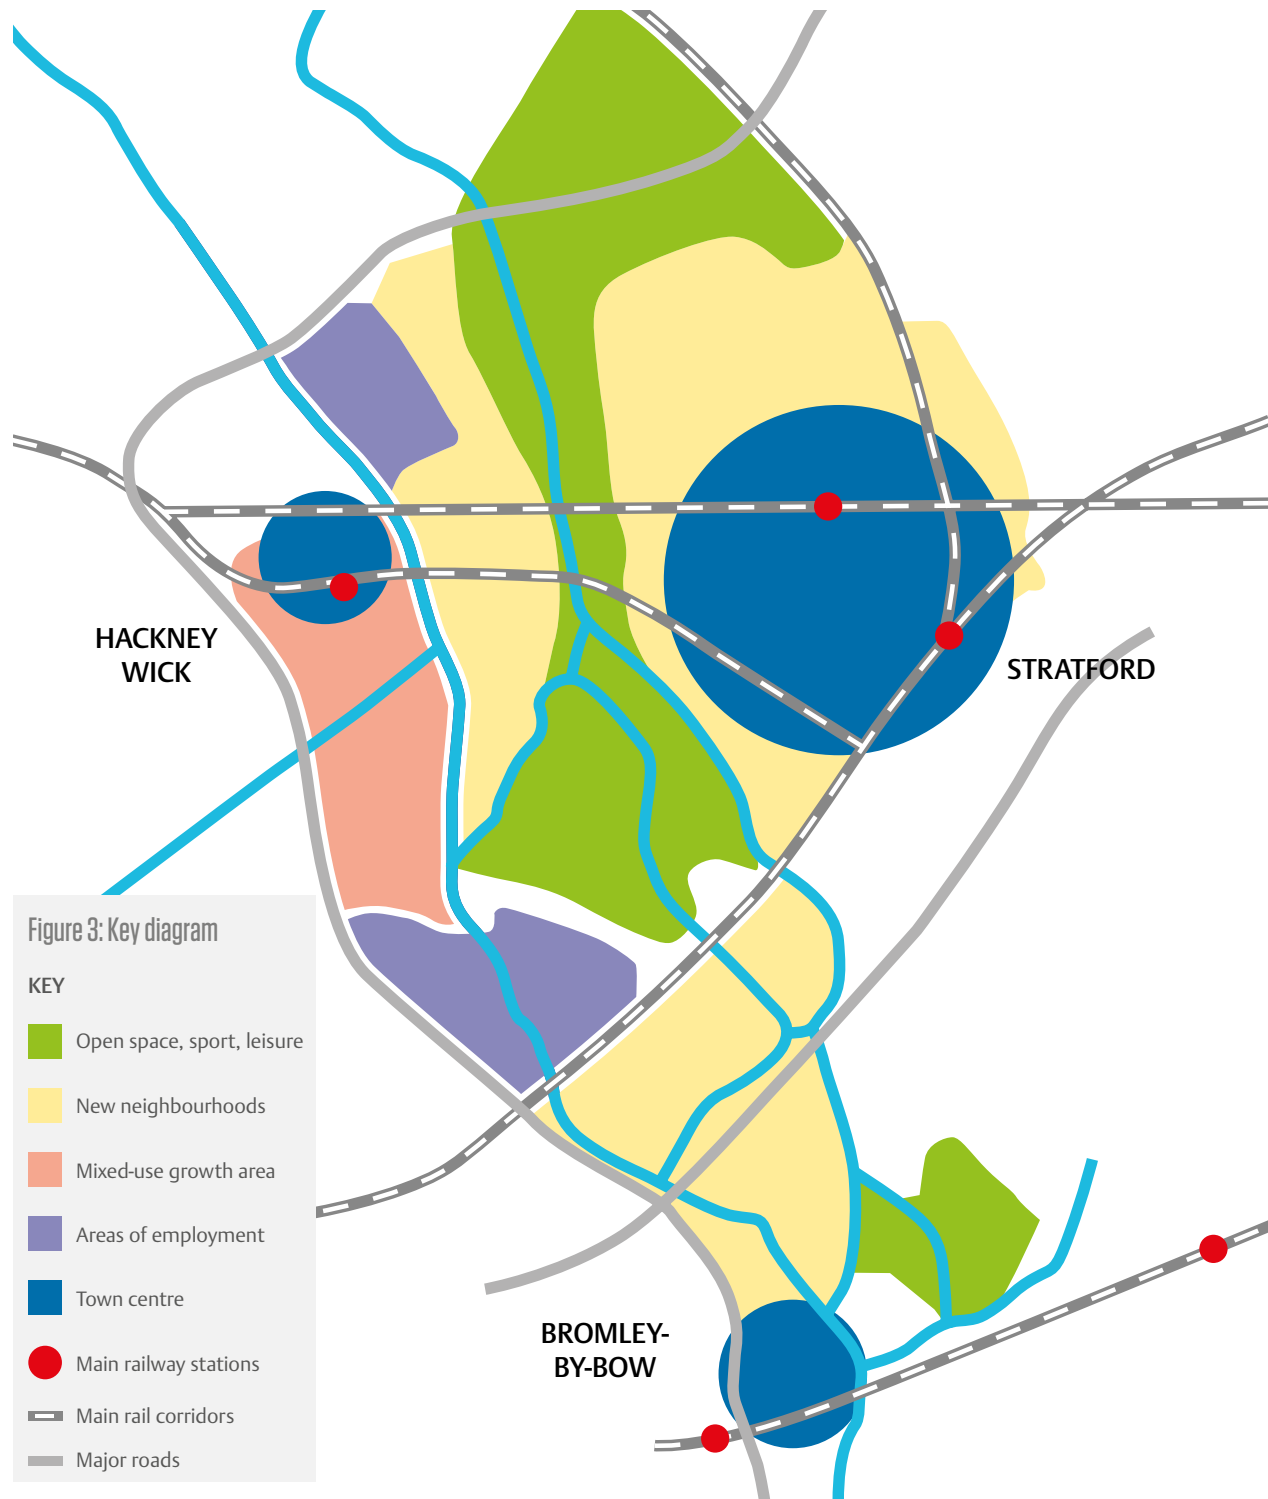 HACKNEY
WICK
STRATFORD
Figure 3: Key diagram
KEY
Open space, sport, leisure
New neighbourhoods
Mixed-use growth area
Areas of employment
Town centre
Main railway stations
Main rail corridors
Major roads
BROMLEY-
BY-BOW